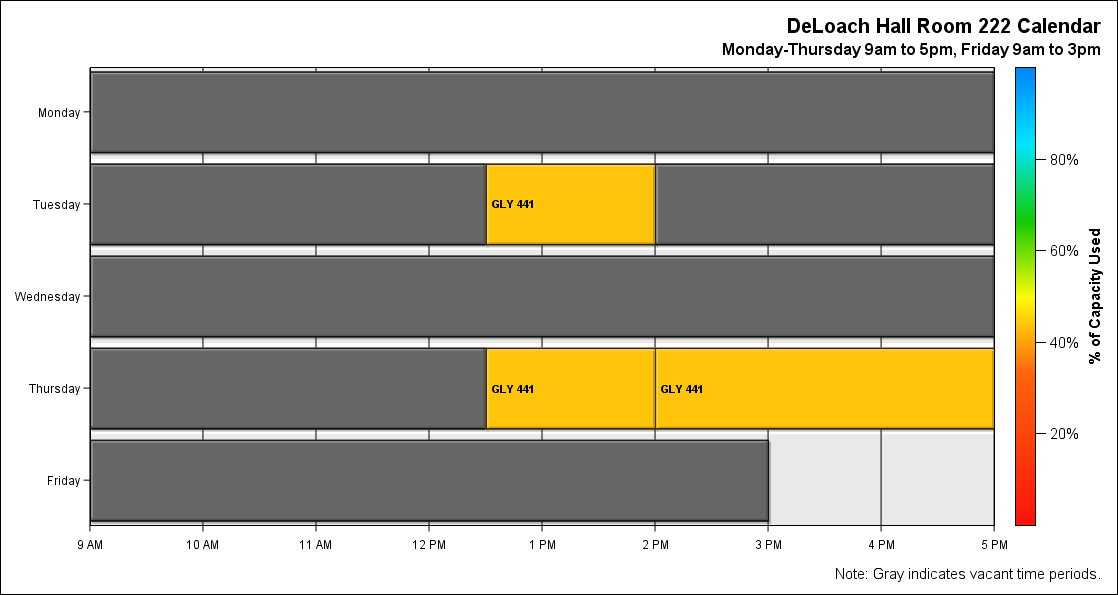 DeLoach Hall Room 222 Calendar
Monday-Thursday 9am to 5pm, Friday 9am to 3pm
Monday
Tuesday
GLY 441
Wednesday
Thursday
GLY 441
GLY 441
Friday
9 AM
10 AM
11 AM
12 PM
1 PM
2 PM
3 PM
4 PM
5 PM
80%
60%
40%
20%
% of Capacity Used
Note: Gray indicates vacant time periods.